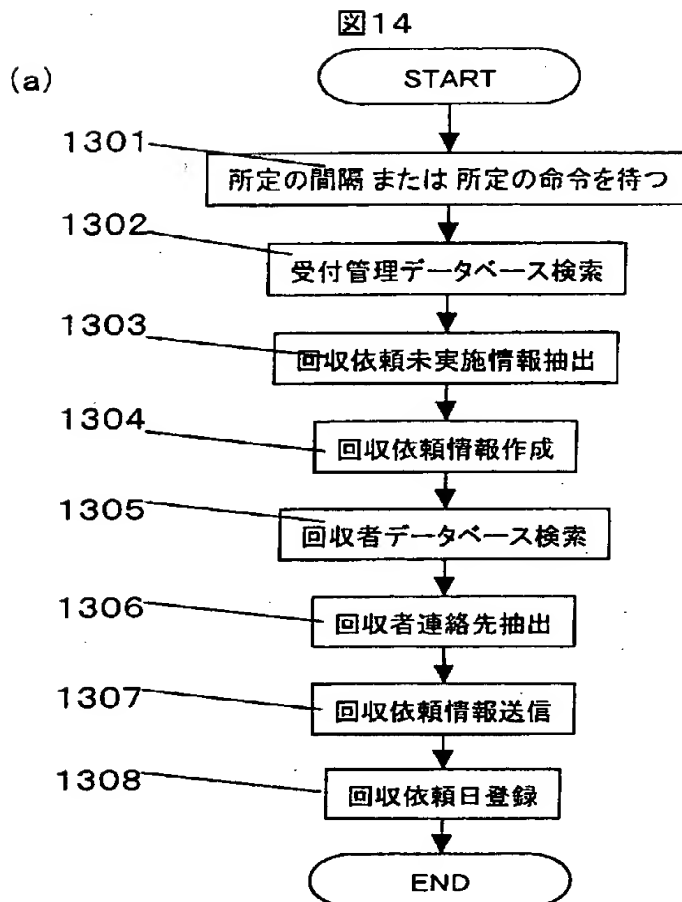 図14
(a)
START
1301
所定の間隔 または 所定の命令を待つ
1302
受付管理データベース検索
1303
回収依頼未実施情報抽出
1304
回収依頼情報作成
1305
回収者データベース検索
1306
回収者連絡先抽出
1307
回収依頼情報送信
1308
回収依頼日登録
END